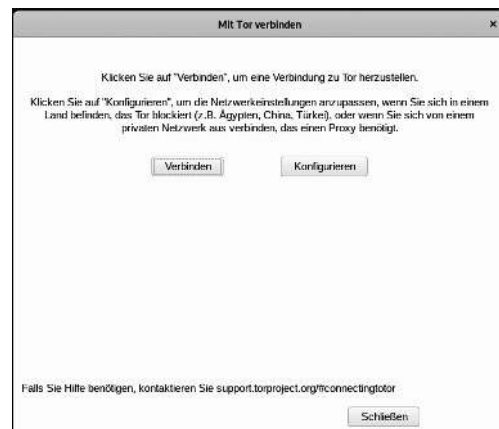 Mit Tor verbinden ×
Klicken Sie auf "Verbinden", um eine Verbindung zu Tor herzustellen.
Klicken Sie auf "Konfigurieren", um die Netzwerkeinstellungen anzupassen, wenn Sie sich in einem
Land befinden, das Tor blockiert (z.B. Ägypten, China, Türkei), oder wenn Sie sich von einem
privaten Netzwerk aus verbinden, das einen Proxy benötigt.
Verbinden Konfigurieren
Falls Sie Hilfe benötigen, kontaktieren Sie support.torproject.org/#connectingtotor
Schließen